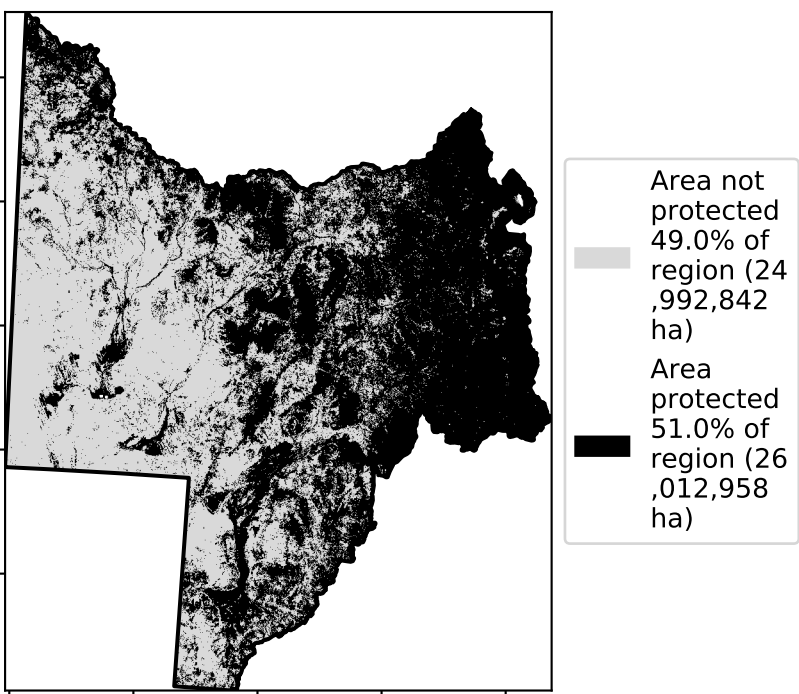 Area not
protected
49.0% of
region (24
,992,842
ha)
Area
protected
51.0% of
region (26
,012,958
ha)